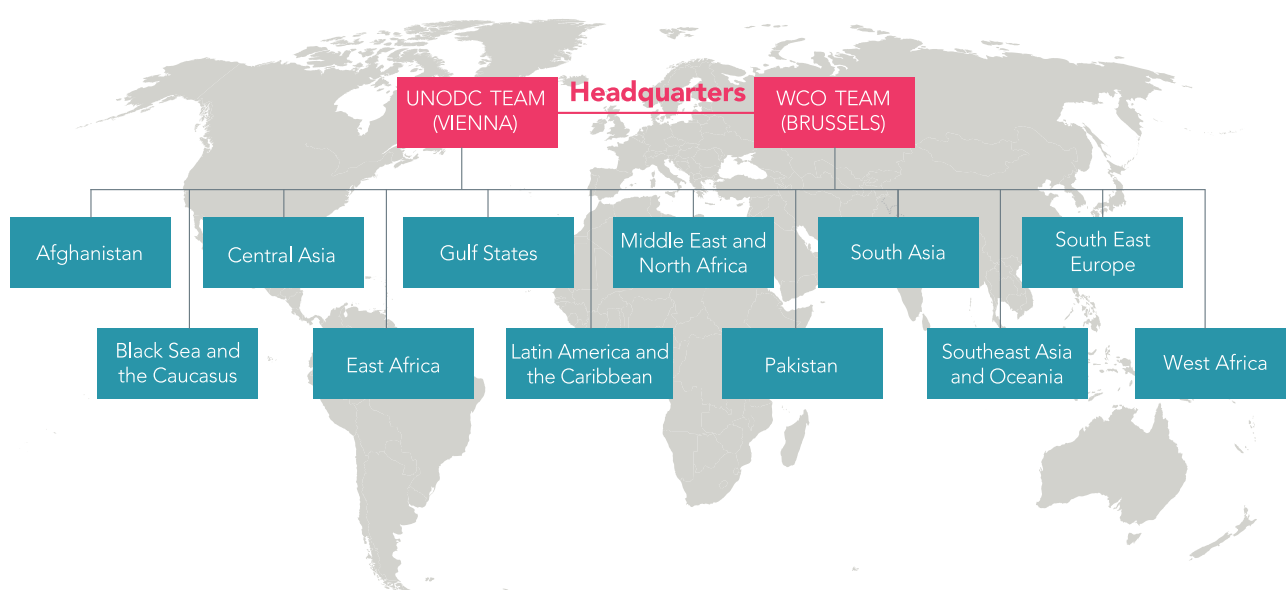 UNODC TEAM
(VIENNA)
Headquarters
WCO TEAM
(BRUSSELS)
Afghanistan
Central Asia
Gulf States
Middle East and
North Africa
South Asia
South East
Europe
Black Sea and
the Caucasus
East Africa
Latin America and
the Caribbean
Pakistan
Southeast Asia
and Oceania
West Africa